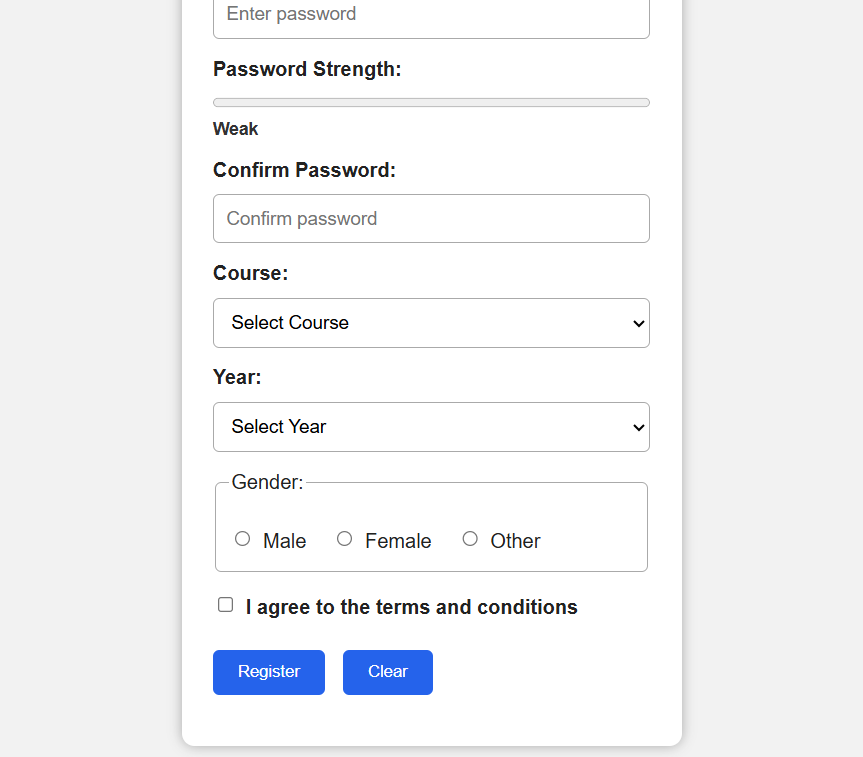 Enter password
Password Strength:
Weak
Confirm Password:
Confirm password
Course:
Select Course
Year:
Select Year
Gender:
Male Female Other
I agree to the terms and conditions
Register Clear